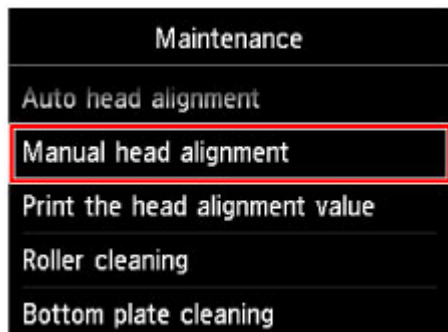 Maintenance
Auto head alignment
Manual head alignment
Print the head alignment value
Roller cleaning
Bottom plate cleaning